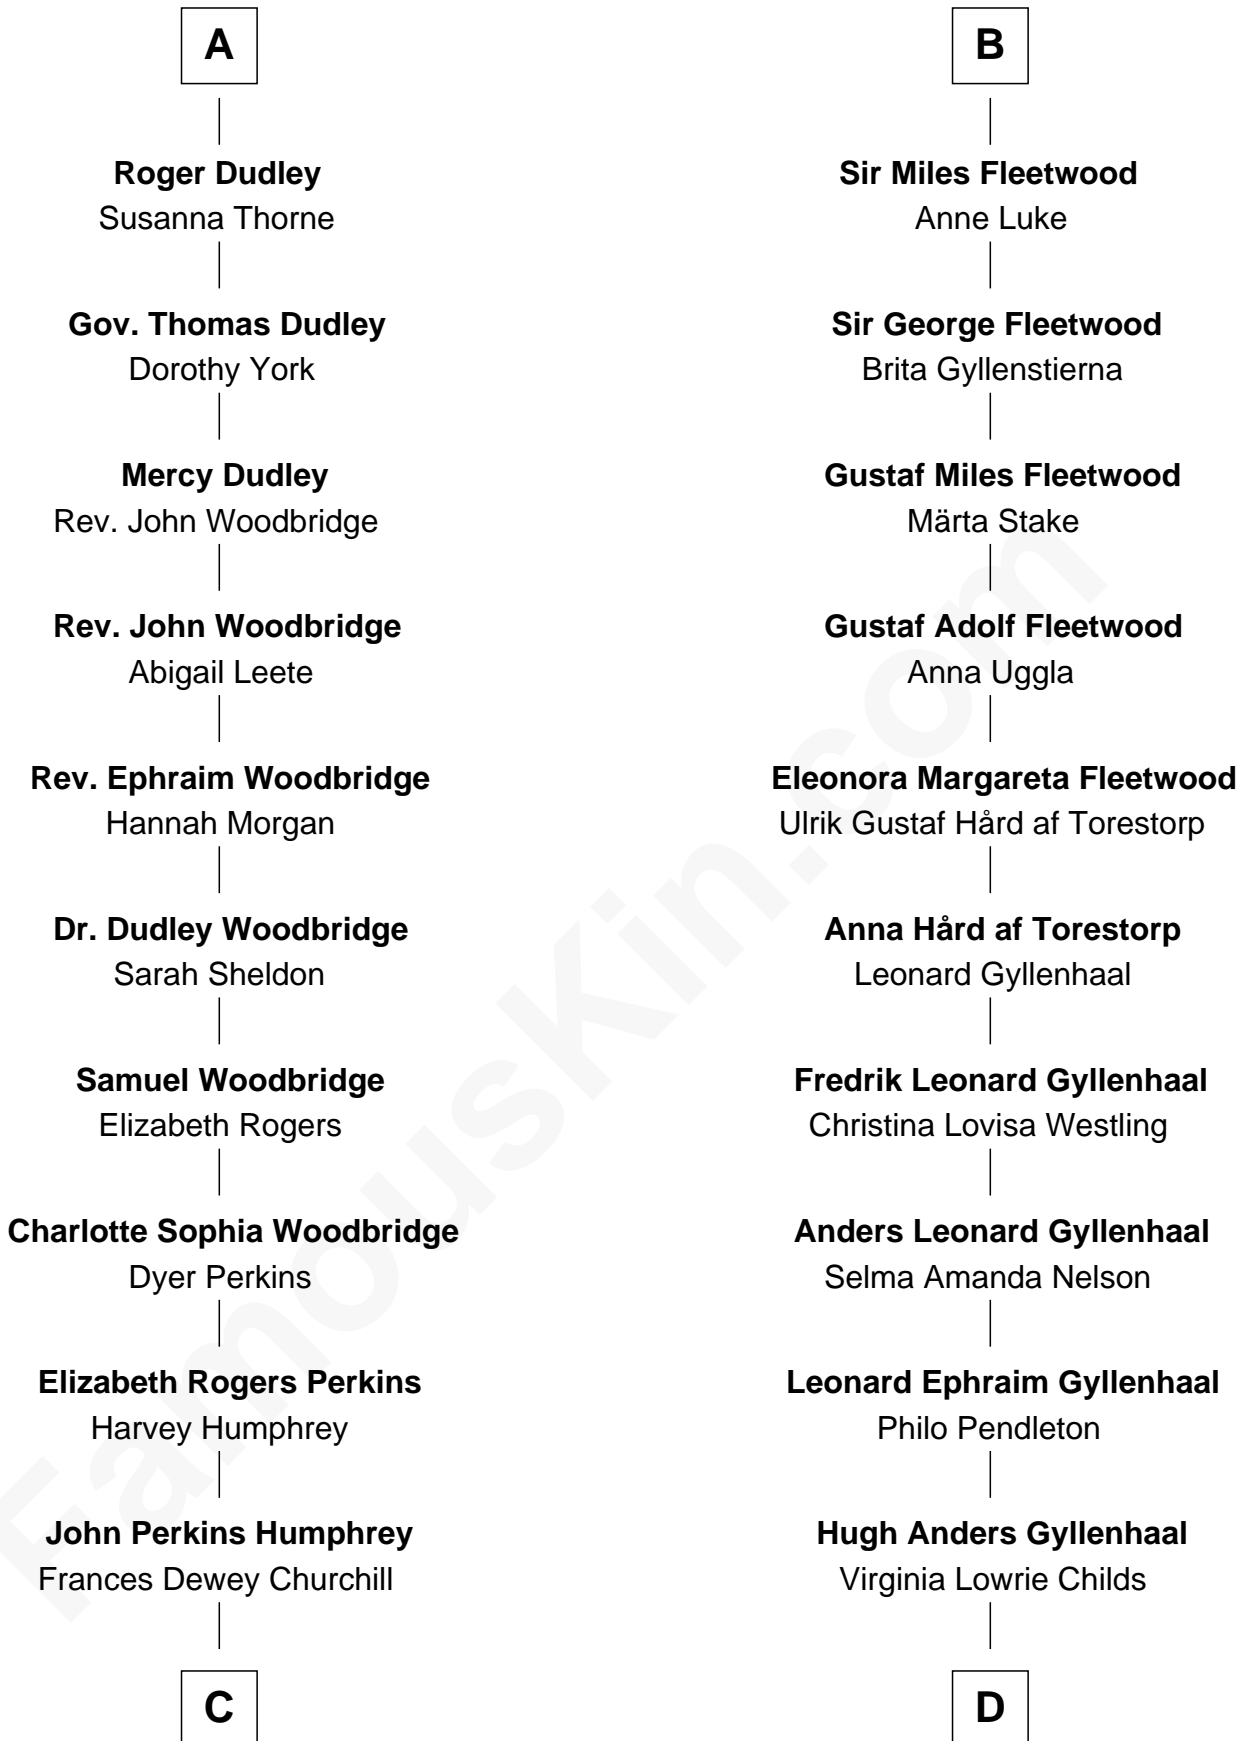 A
Roger Dudley
Susanna Thorne
Gov. Thomas Dudley
Dorothy York
Mercy Dudley
Rev. John Woodbridge
Rev. John Woodbridge
Abigail Leete
Rev. Ephraim Woodbridge
Hannah Morgan
Dr. Dudley Woodbridge
Sarah Sheldon
Samuel Woodbridge
Elizabeth Rogers
Charlotte Sophia Woodbridge
Dyer Perkins
Elizabeth Rogers Perkins
Harvey Humphrey
John Perkins Humphrey
Frances Dewey Churchill
C
B
Sir Miles Fleetwood
Anne Luke
Sir George Fleetwood
Brita Gyllenstierna
Gustaf Miles Fleetwood
Märta Stake
Gustaf Adolf Fleetwood
Anna Uggla
Eleonora Margareta Fleetwood
Ulrik Gustaf Hård af Torestorp
Anna Hård af Torestorp
Leonard Gyllenhaal
Fredrik Leonard Gyllenhaal
Christina Lovisa Westling
Anders Leonard Gyllenhaal
Selma Amanda Nelson
Leonard Ephraim Gyllenhaal
Philo Pendleton
Hugh Anders Gyllenhaal
Virginia Lowrie Childs
D
FamousKin.com